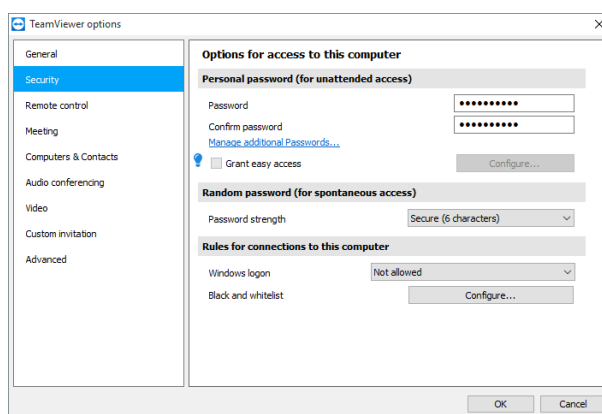 TeamViewer options
General
Security
Remote control
Meeting
Computers & Contacts
Audio conferencing
Video
Custom invitation
Advanced
Options for access to this computer
Personal password (for unattended access)
Password ••••••••••
Confirm password ••••••••••
Manage additional Passwords...
Grant easy access Configure...
Random password (for spontaneous access)
Password strength Secure (6 characters)
Rules for connections to this computer
Windows logon Not allowed
Black and whitelist Configure...
OK Cancel